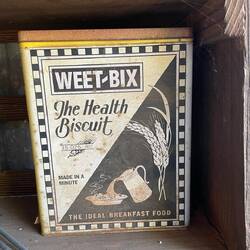 WEET-BIX
The Health
Biscuit
MADE IN A
MINUTE
THE IDEAL BREAKFAST FOOD